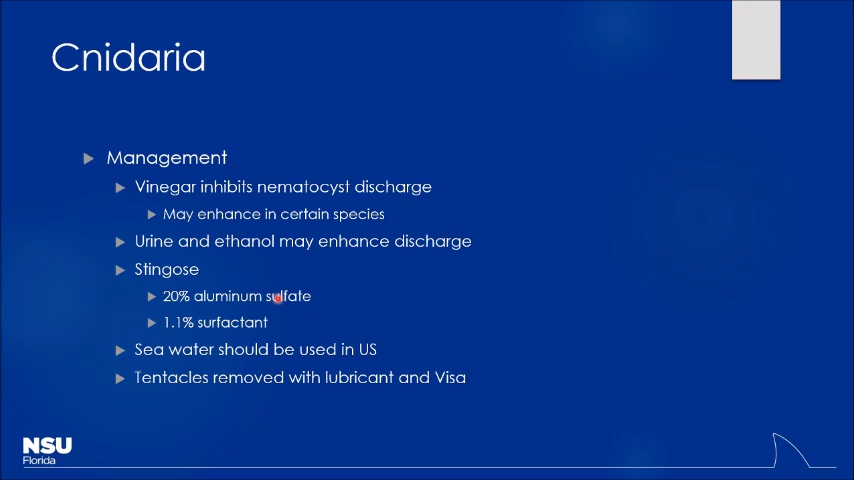 Cnidaria
Management
Vinegar inhibits nematocyst discharge
May enhance in certain species
Urine and ethanol may enhance discharge
Stingose
20% aluminum sulfate
1.1% surfactant
Sea water should be used in US
Tentacles removed with lubricant and Visa
NSU
Florida